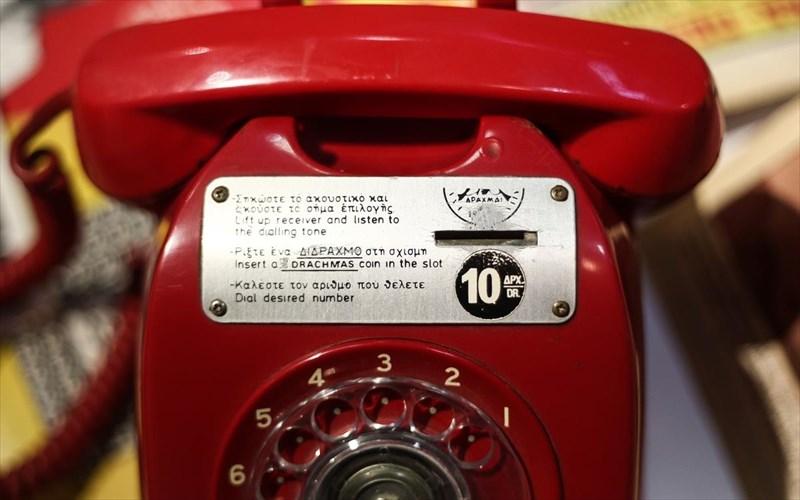 -Σηκώστε το ακουστικό και
ακούστε το σήμα έπιλογής
Lift up receiver and listen to
the dialling tone
-Ρίξτε ένα ΔΙΔΡΑΧΜΟ στη σχισμή
Insert a DRACHMAS coin in the slot
-Καλέστε τον αριθμό που θέλετε
Dial desired number
ΔΡΑΧΜΑΙ
10 ΔΡΧ.
DR.
1
2
3
4
5
6